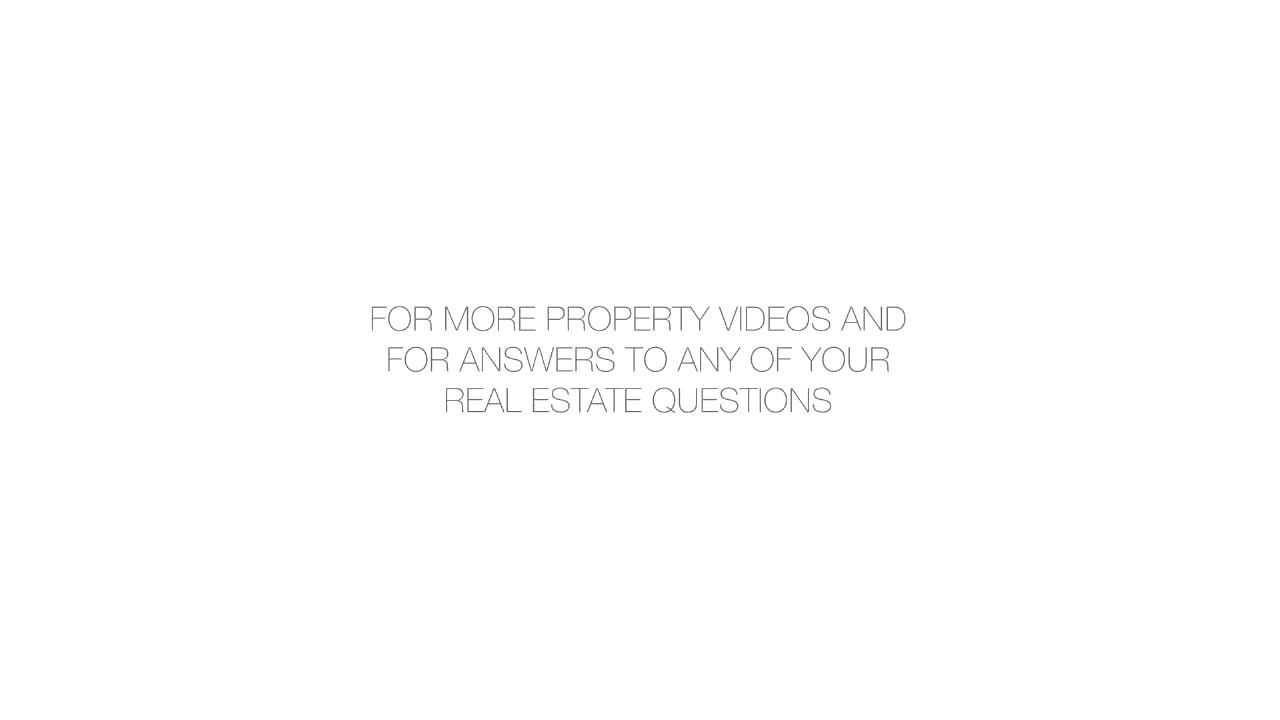 FOR MORE PROPERTY VIDEOS AND
FOR ANSWERS TO ANY OF YOUR
REAL ESTATE QUESTIONS